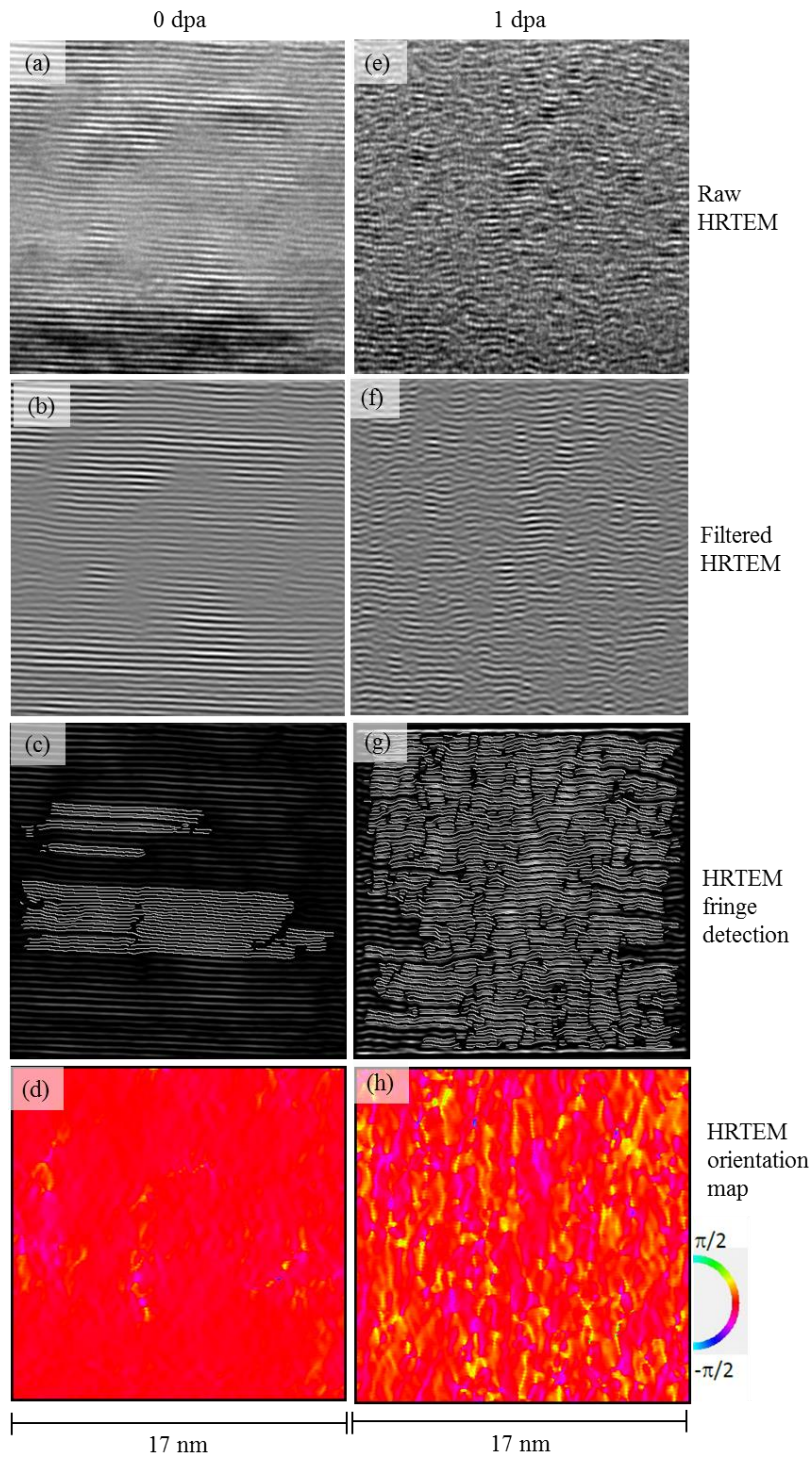 0 dpa
1 dpa
(a)
(e)
Raw
HRTEM
(b)
(f)
Filtered
HRTEM
(c)
(g)
HRTEM
fringe
detection
(d)
(h)
HRTEM
orientation
map
π/2
-π/2
17 nm
17 nm